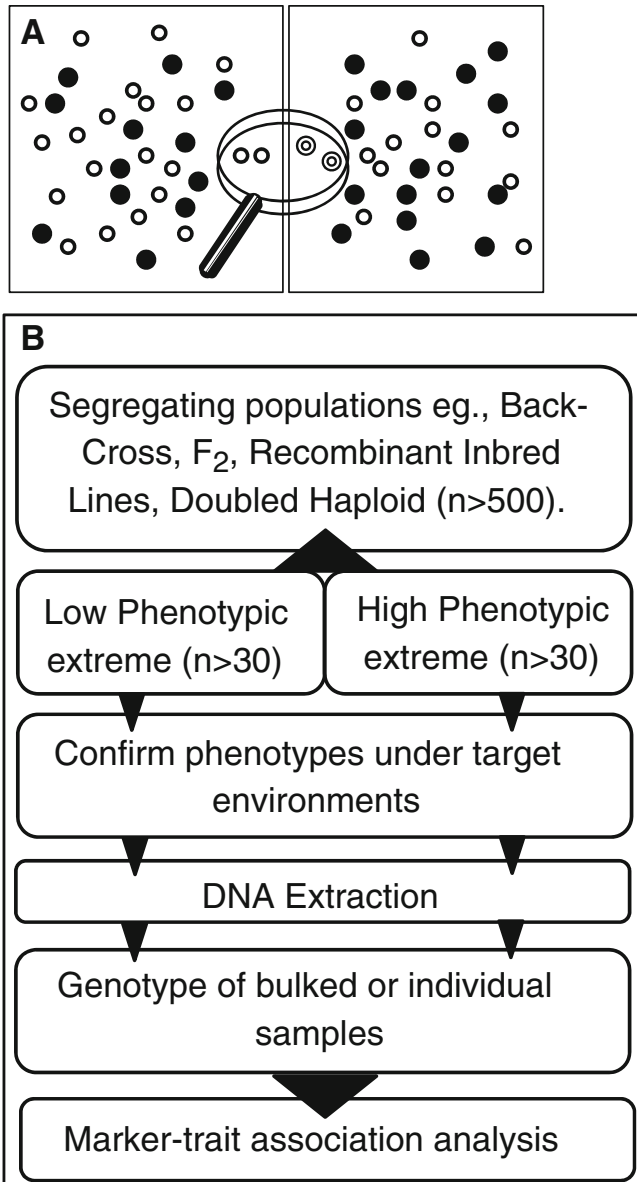 A
B
Segregating populations eg., Back-
Cross, F₂, Recombinant Inbred
Lines, Doubled Haploid (n>500).
Low Phenotypic
extreme (n>30)
High Phenotypic
extreme (n>30)
Confirm phenotypes under target
environments
DNA Extraction
Genotype of bulked or individual
samples
Marker-trait association analysis